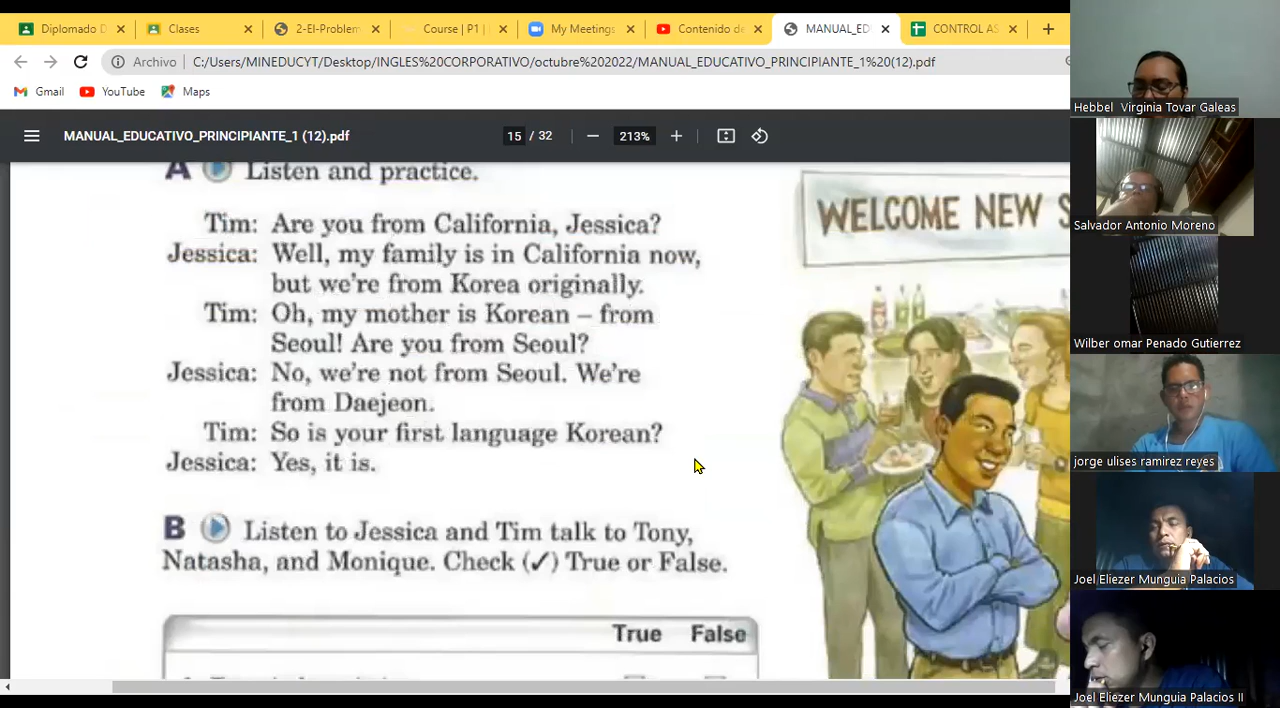 Diplomado D
Clases
2-El-Problem
Course | P1 |
My Meetings
Contenido de
MANUAL_ED
CONTROL AS
Archivo
C:/Users/MINEDUCYT/Desktop/INGLES%20CORPORATIVO/octubre%202022/MANUAL_EDUCATIVO_PRINCIPIANTE_1%20(12).pdf
Gmail
YouTube
Maps
MANUAL_EDUCATIVO_PRINCIPIANTE_1 (12).pdf
15 / 32
213%
A Listen and practice.
Tim: Are you from California, Jessica?
Jessica: Well, my family is in California now,
but we're from Korea originally.
Tim: Oh, my mother is Korean – from
Seoul! Are you from Seoul?
Jessica: No, we're not from Seoul. We're
from Daejeon.
Tim: So is your first language Korean?
Jessica: Yes, it is.
B Listen to Jessica and Tim talk to Tony,
Natasha, and Monique. Check (✓) True or False.
True False
WELCOME NEW S
Hebbel Virginia Tovar Galeas
Salvador Antonio Moreno
Wilber omar Penado Gutierrez
jorge ulises ramirez reyes
Joel Eliezer Munguia Palacios
Joel Eliezer Munguia Palacios II